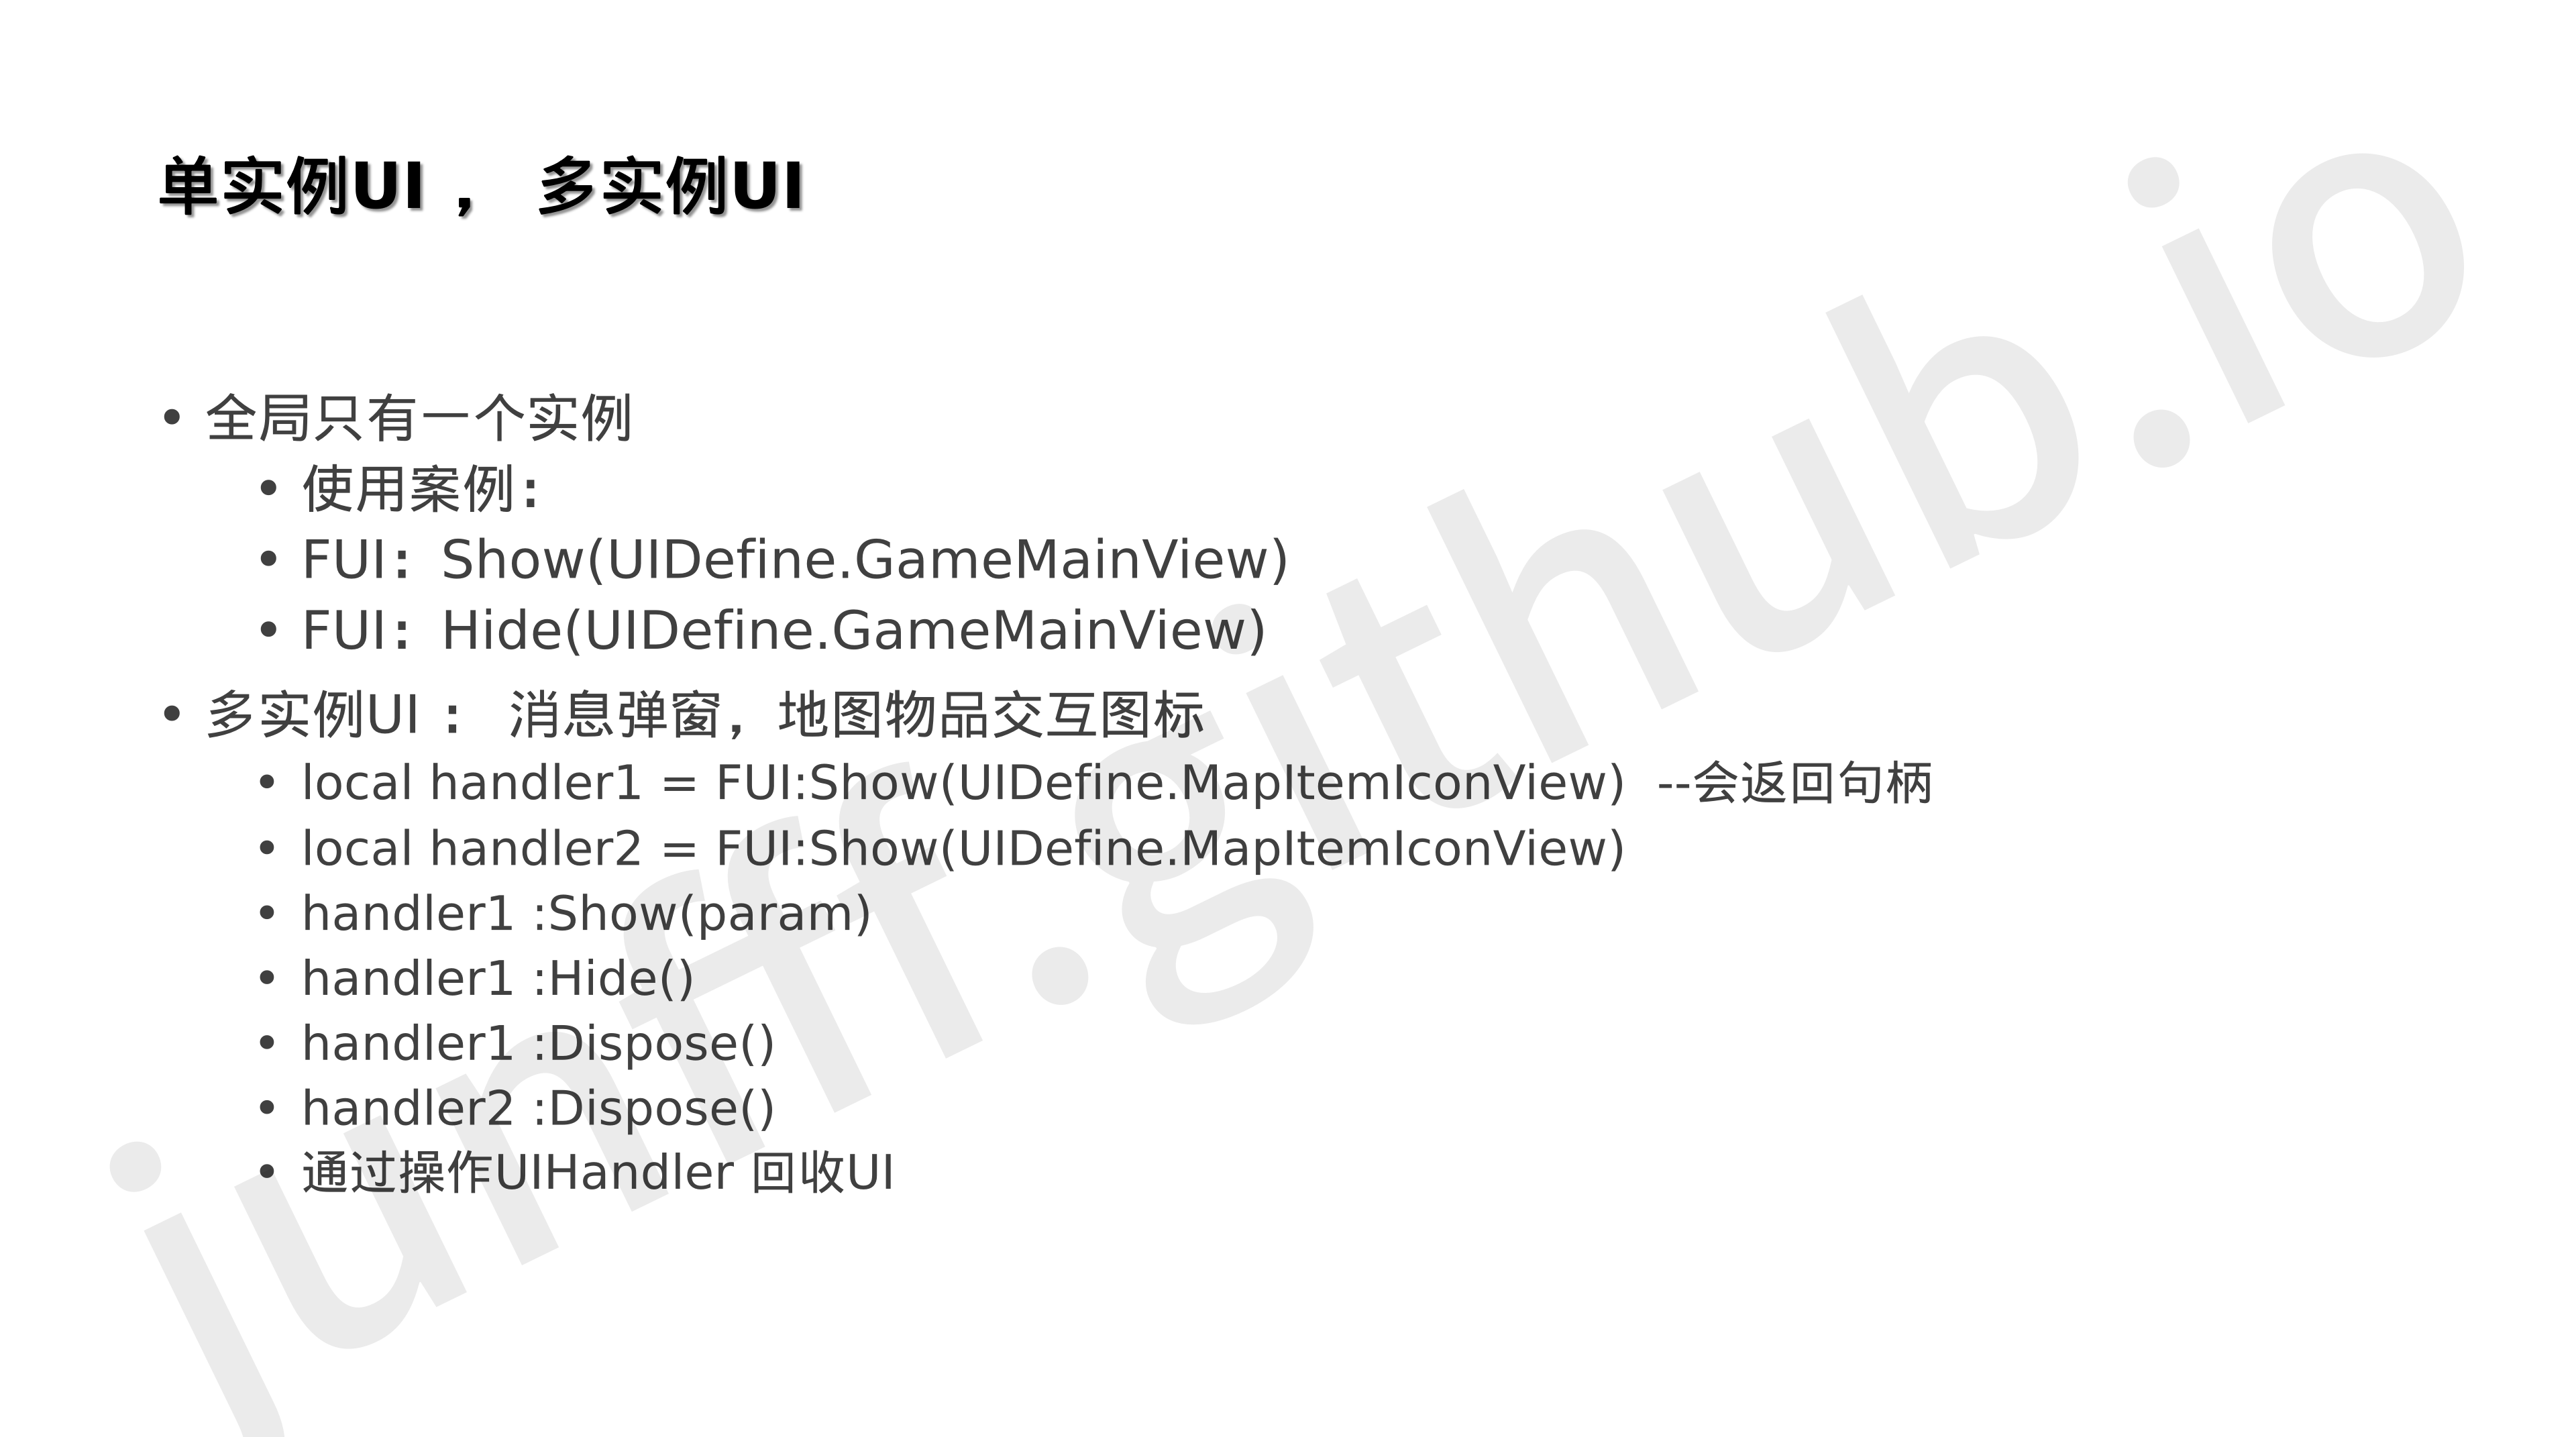 单实例UI ， 多实例UI
• 全局只有一个实例
• 使用案例：
• FUI：Show(UIDefine.GameMainView)
• FUI：Hide(UIDefine.GameMainView)
• 多实例UI ： 消息弹窗，地图物品交互图标
• local handler1 = FUI:Show(UIDefine.MapItemIconView)  --会返回句柄
• local handler2 = FUI:Show(UIDefine.MapItemIconView)
• handler1 :Show(param)
• handler1 :Hide()
• handler1 :Dispose()
• handler2 :Dispose()
• 通过操作UIHandler 回收UI
junfff.github.io